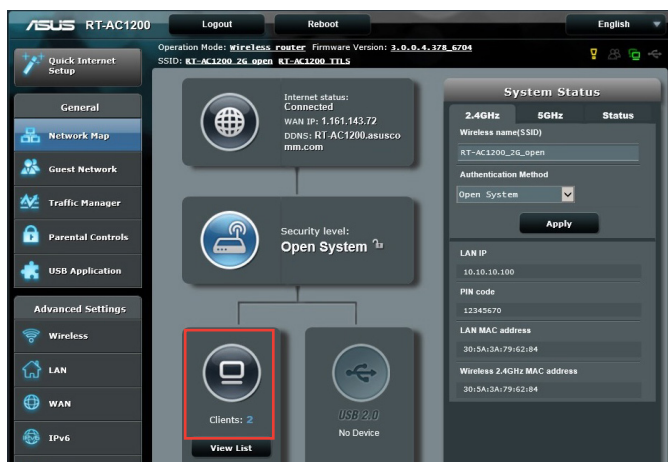 ASUS RT-AC1200
Logout
Reboot
English
Quick Internet
Setup
Operation Mode: Wireless router Firmware Version: 3.0.0.4.378_6704
SSID: RT-AC1200_2G_open RT-AC1200_TTLS
General
Network Map
Guest Network
Traffic Manager
Parental Controls
USB Application
Advanced Settings
Wireless
LAN
WAN
IPv6
Internet status:
Connected
WAN IP: 1.161.143.72
DDNS: RT-AC1200.asusco
mm.com
Security level:
Open System
Clients: 2
View List
USB 2.0
No Device
System Status
2.4GHz 5GHz Status
Wireless name(SSID)
RT-AC1200_2G_open
Authentication Method
Open System
Apply
LAN IP
10.10.10.100
PIN code
12345670
LAN MAC address
30:5A:3A:79:62:84
Wireless 2.4GHz MAC address
30:5A:3A:79:62:84